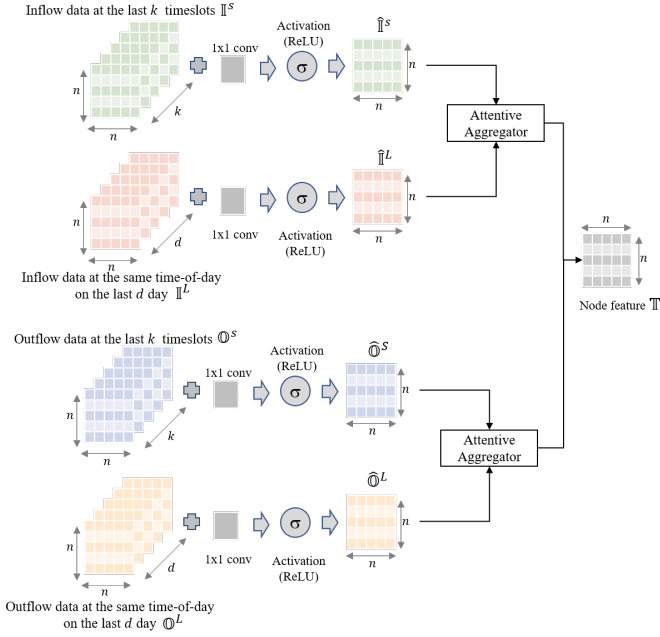 Inflow data at the last k timeslots 𝕀^S
Activation
(ReLU)
1x1 conv
σ
n
k
n
𝕀̂^S
n
n
Attentive
Aggregator
n
d
n
1x1 conv
σ
Activation
(ReLU)
𝕀̂^L
n
n
Inflow data at the same time-of-day
on the last d day 𝕀^L
n
n
Node feature 𝕋
Outflow data at the last k timeslots 𝕆^S
Activation
(ReLU)
1x1 conv
σ
n
k
n
𝕆̂^S
n
n
Attentive
Aggregator
n
d
n
1x1 conv
σ
Activation
(ReLU)
𝕆̂^L
n
n
Outflow data at the same time-of-day
on the last d day 𝕆^L